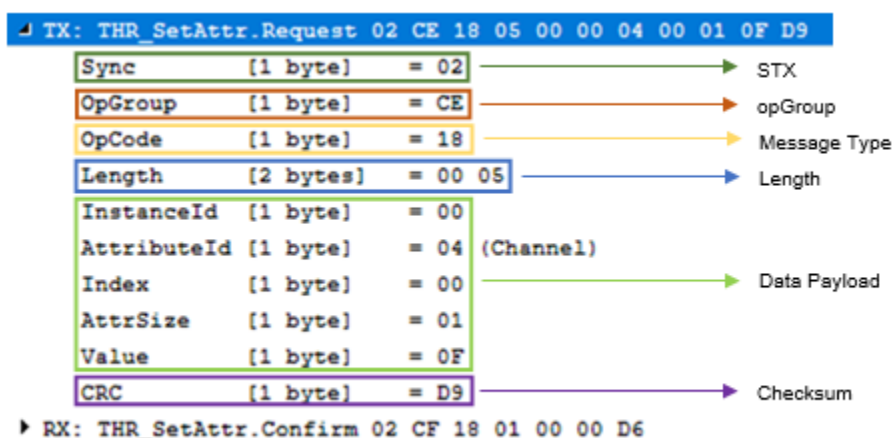 TX: THR_SetAttr.Request 02 CE 18 05 00 00 04 00 01 0F D9
Sync [1 byte] = 02 STX
OpGroup [1 byte] = CE opGroup
OpCode [1 byte] = 18 Message Type
Length [2 bytes] = 00 05 Length
InstanceId [1 byte] = 00
AttributeId [1 byte] = 04 (Channel)
Index [1 byte] = 00 Data Payload
AttrSize [1 byte] = 01
Value [1 byte] = 0F
CRC [1 byte] = D9 Checksum
RX: THR_SetAttr.Confirm 02 CF 18 01 00 00 D6